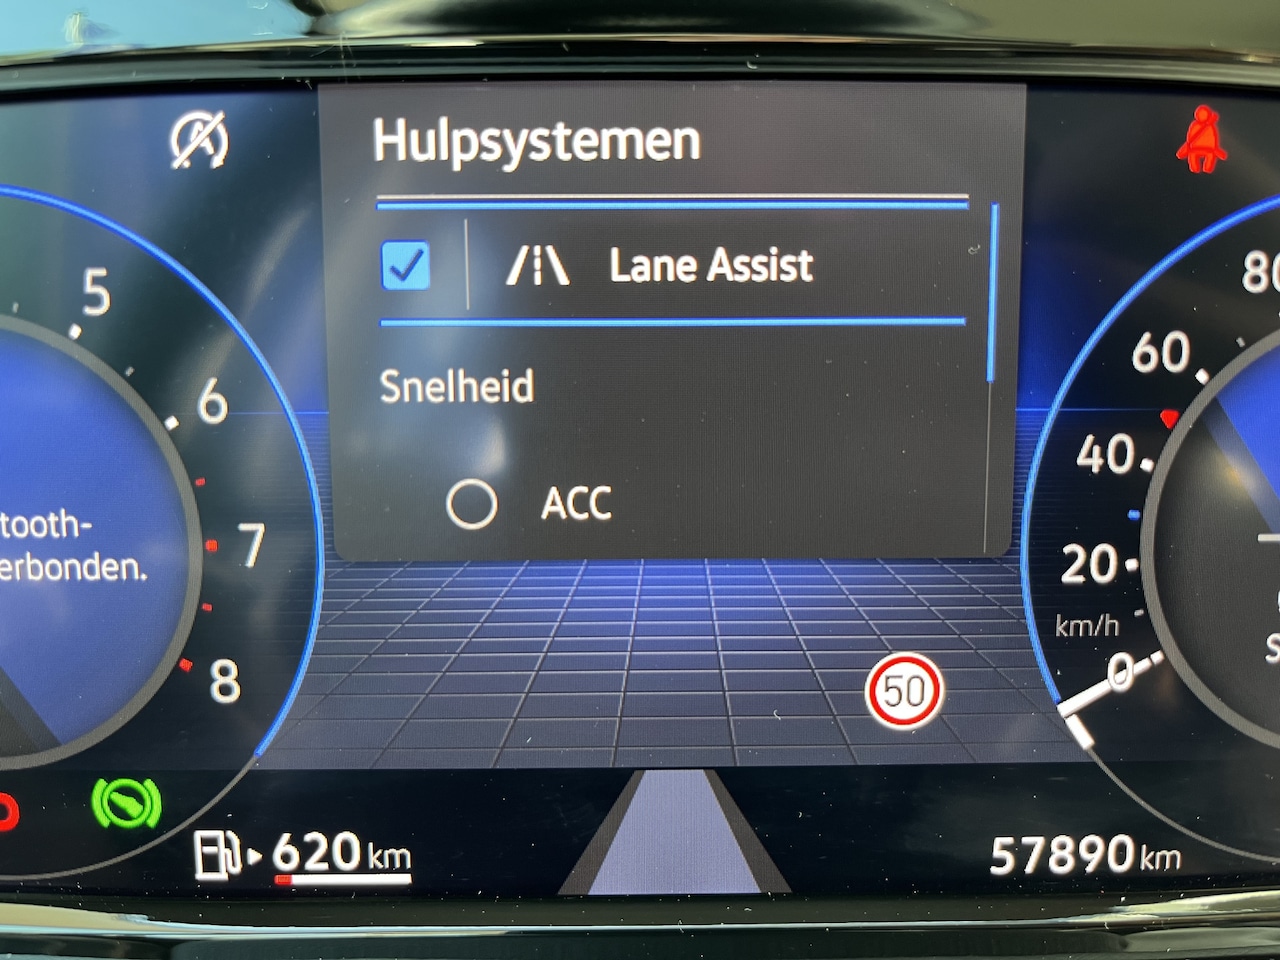 Hulpsystemen
Lane Assist
Snelheid
ACC
5
6
7
8
tooth-
erbonden.
80
60
40
20
km/h
0
50
620 km
57890 km